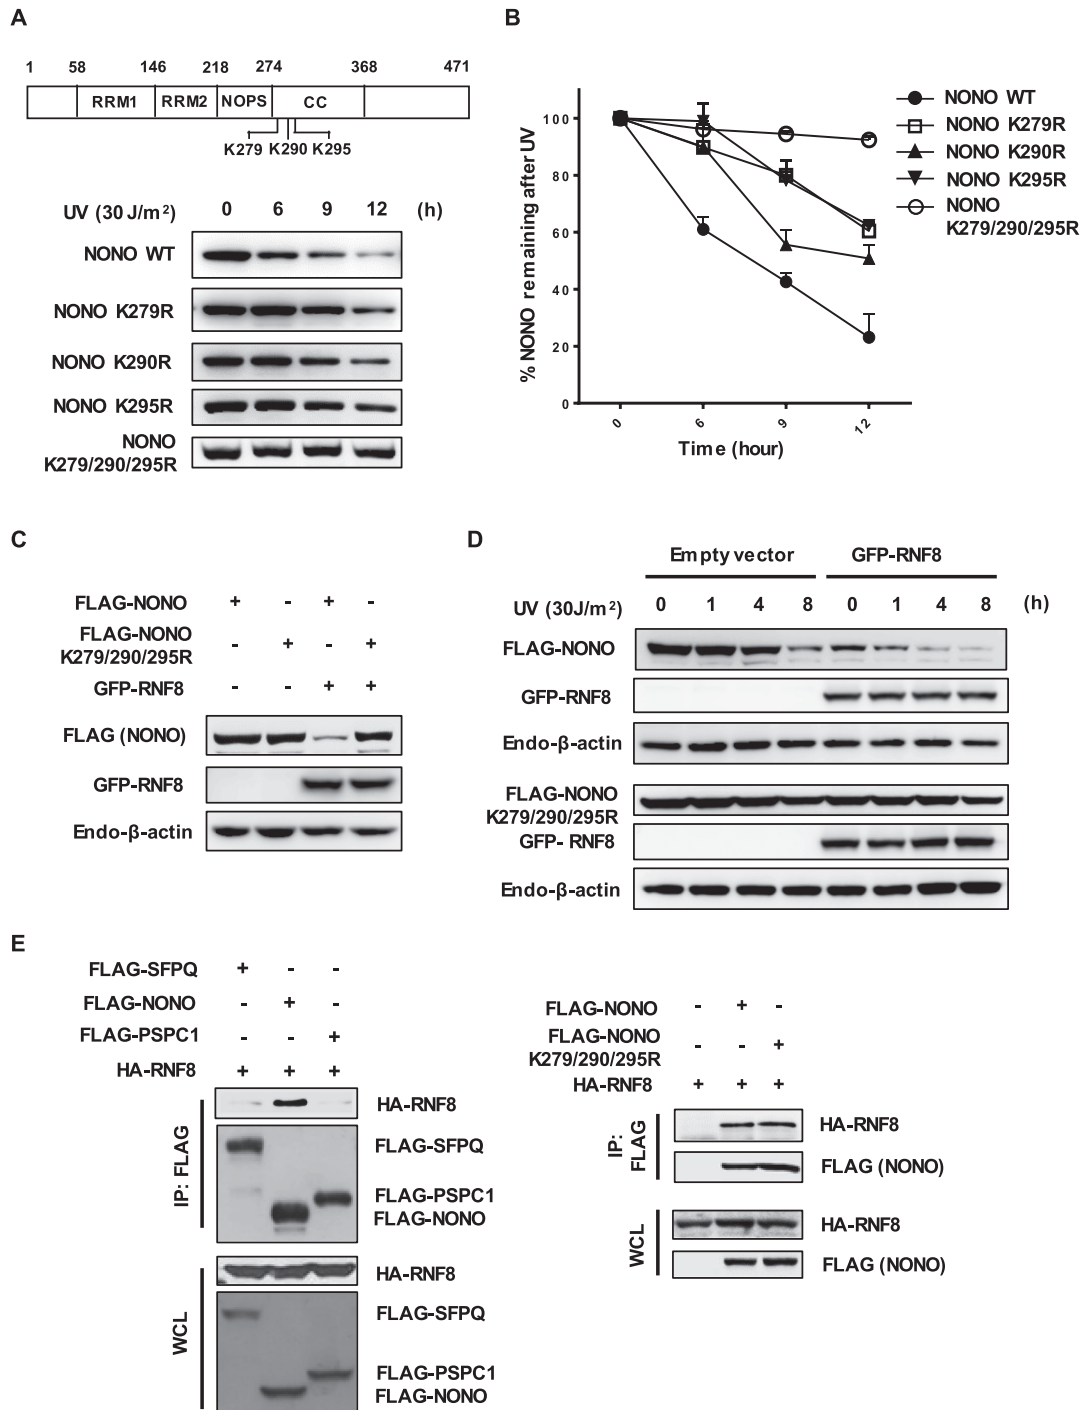 A
1 58 146 218 274 368 471
RRM1 RRM2 NOPS CC
K279 K290 K295
UV (30 J/m²) 0 6 9 12 (h)
NONO WT
NONO K279R
NONO K290R
NONO K295R
NONO
K279/290/295R
B
% NONO remaining after UV
100
80
60
40
20
0
0 6 9 12
Time (hour)
NONO WT
NONO K279R
NONO K290R
NONO K295R
NONO
K279/290/295R
C
FLAG-NONO + - + -
FLAG-NONO
K279/290/295R - + - +
GFP-RNF8 - - + +
FLAG (NONO)
GFP-RNF8
Endo-β-actin
D
Empty vector GFP-RNF8
UV (30J/m²) 0 1 4 8 0 1 4 8 (h)
FLAG-NONO
GFP-RNF8
Endo-β-actin
FLAG-NONO
K279/290/295R
GFP- RNF8
Endo-β-actin
E
FLAG-SFPQ + - -
FLAG-NONO - + -
FLAG-PSPC1 - - +
HA-RNF8 + + +
IP: FLAG
HA-RNF8
FLAG-SFPQ
FLAG-PSPC1
FLAG-NONO
WCL
HA-RNF8
FLAG-SFPQ
FLAG-PSPC1
FLAG-NONO
FLAG-NONO - + -
FLAG-NONO
K279/290/295R - - +
HA-RNF8 + + +
IP:
FLAG
HA-RNF8
FLAG (NONO)
WCL
HA-RNF8
FLAG (NONO)